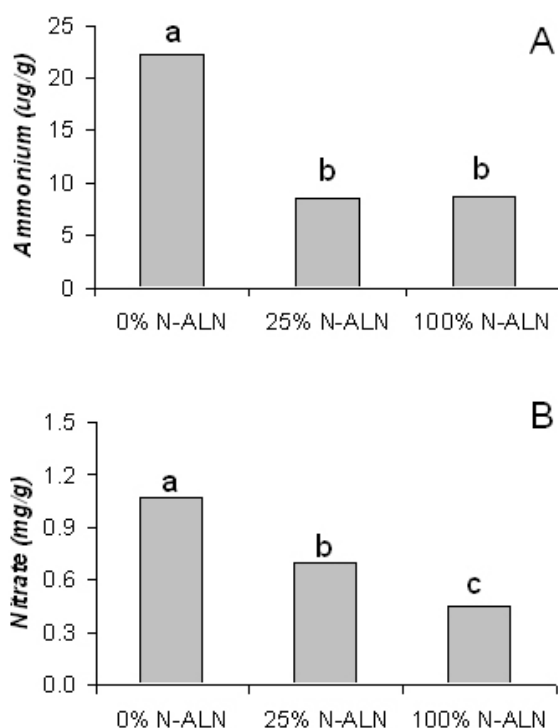 A
Ammonium (ug/g)
25
20
15
10
5
0
a
b
b
0% N-ALN 25% N-ALN 100% N-ALN
B
Nitrate (mg/g)
1.5
1.2
0.9
0.6
0.3
0.0
a
b
c
0% N-ALN 25% N-ALN 100% N-ALN